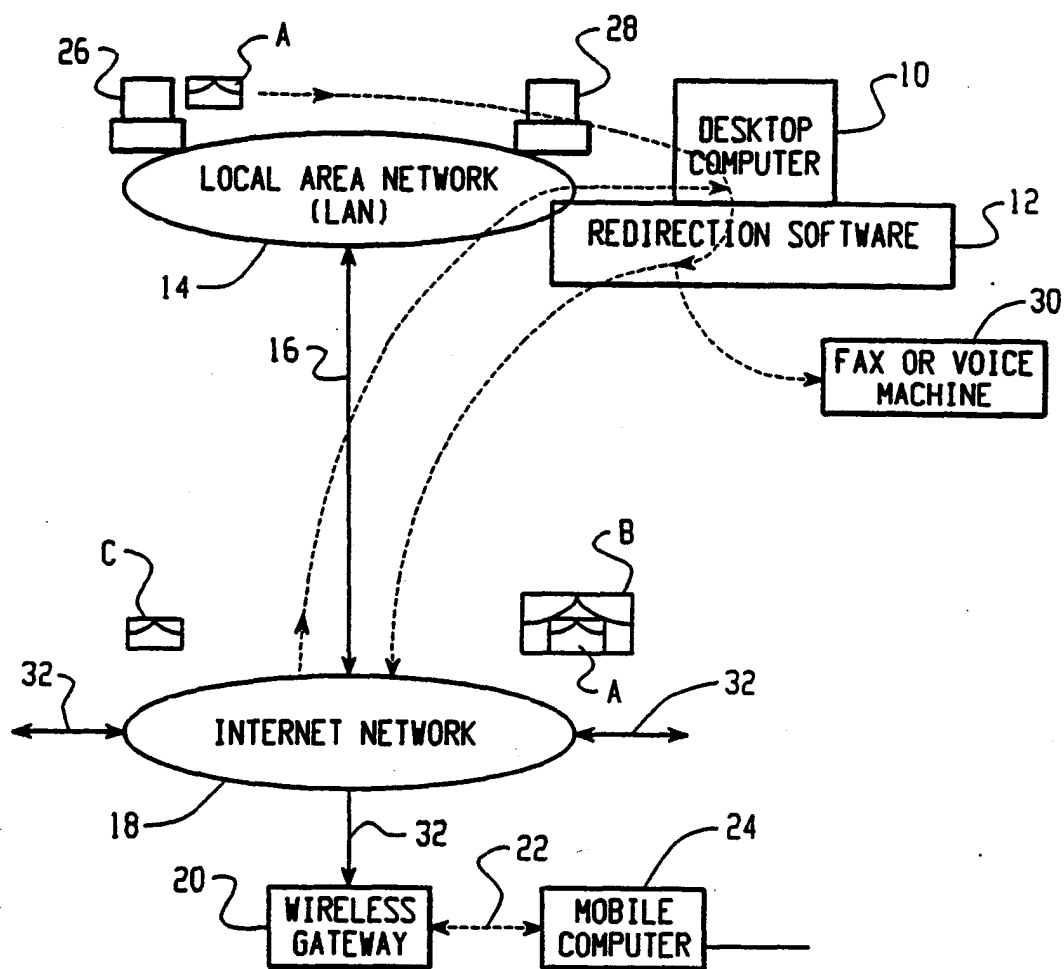 26
A
28
10
DESKTOP
COMPUTER
LOCAL AREA NETWORK
(LAN)
12
REDIRECTION SOFTWARE
14
30
16
FAX OR VOICE
MACHINE
C
B
A
32
32
INTERNET NETWORK
18
32
24
22
20
WIRELESS
GATEWAY
MOBILE
COMPUTER